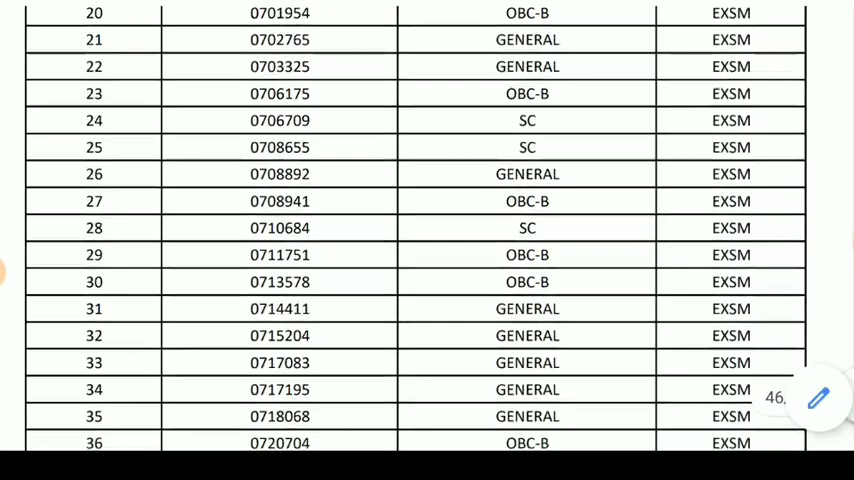 20 0701954 OBC-B EXSM
21 0702765 GENERAL EXSM
22 0703325 GENERAL EXSM
23 0706175 OBC-B EXSM
24 0706709 SC EXSM
25 0708655 SC EXSM
26 0708892 GENERAL EXSM
27 0708941 OBC-B EXSM
28 0710684 SC EXSM
29 0711751 OBC-B EXSM
30 0713578 OBC-B EXSM
31 0714411 GENERAL EXSM
32 0715204 GENERAL EXSM
33 0717083 GENERAL EXSM
34 0717195 GENERAL EXSM
46
35 0718068 GENERAL EXSM
36 0720704 OBC-B EXSM